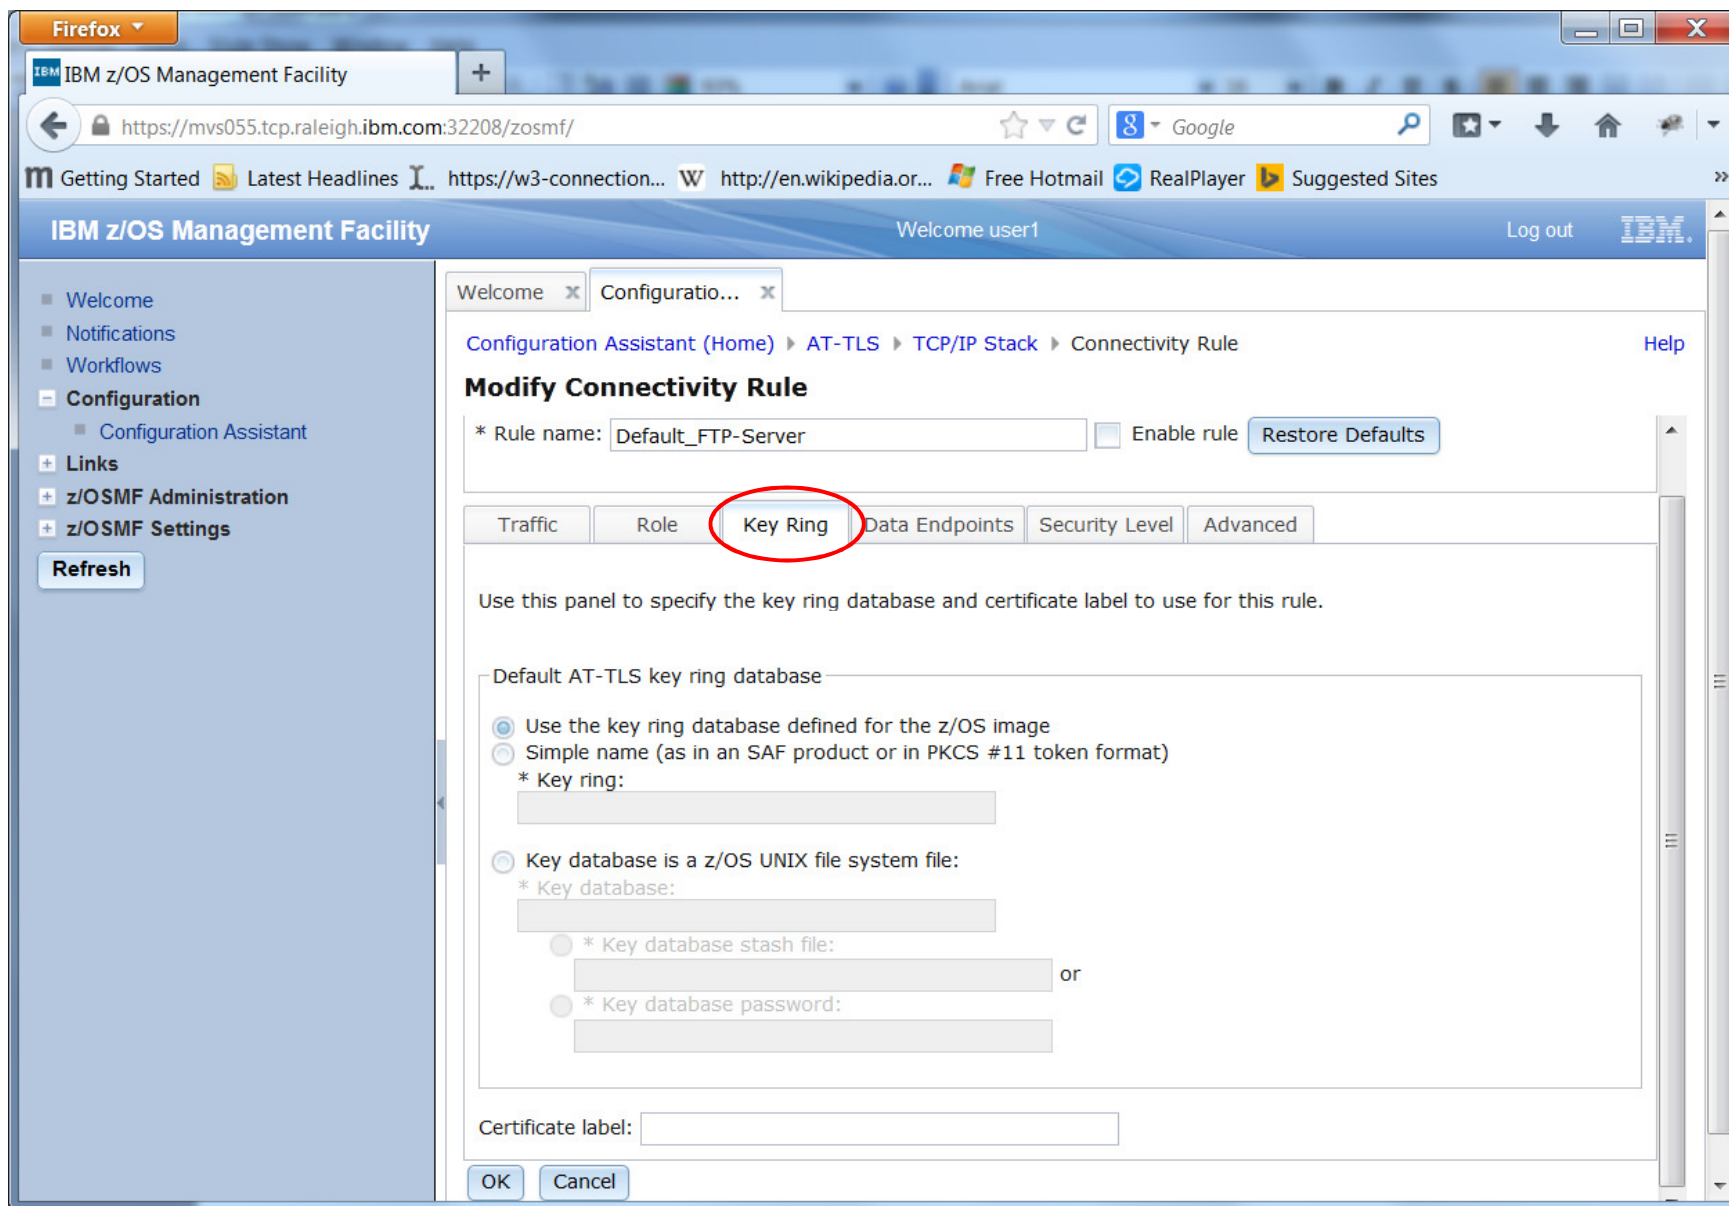 Firefox
IBM IBM z/OS Management Facility
https://mvs055.tcp.raleigh.ibm.com:32208/zosmf/ Google
Getting Started Latest Headlines https://w3-connection... W http://en.wikipedia.or... Free Hotmail RealPlayer Suggested Sites »
IBM z/OS Management Facility Welcome user1 Log out IBM.
Welcome
Notifications
Workflows
Configuration
Configuration Assistant
Links
z/OSMF Administration
z/OSMF Settings
Refresh
Welcome Configuratio...
Configuration Assistant (Home) AT-TLS TCP/IP Stack Connectivity Rule Help
Modify Connectivity Rule
* Rule name: Default_FTP-Server Enable rule Restore Defaults
Traffic Role Key Ring Data Endpoints Security Level Advanced
Use this panel to specify the key ring database and certificate label to use for this rule.
Default AT-TLS key ring database
Use the key ring database defined for the z/OS image
Simple name (as in an SAF product or in PKCS #11 token format)
* Key ring:
Key database is a z/OS UNIX file system file:
* Key database:
* Key database stash file:
or
* Key database password:
Certificate label:
OK Cancel